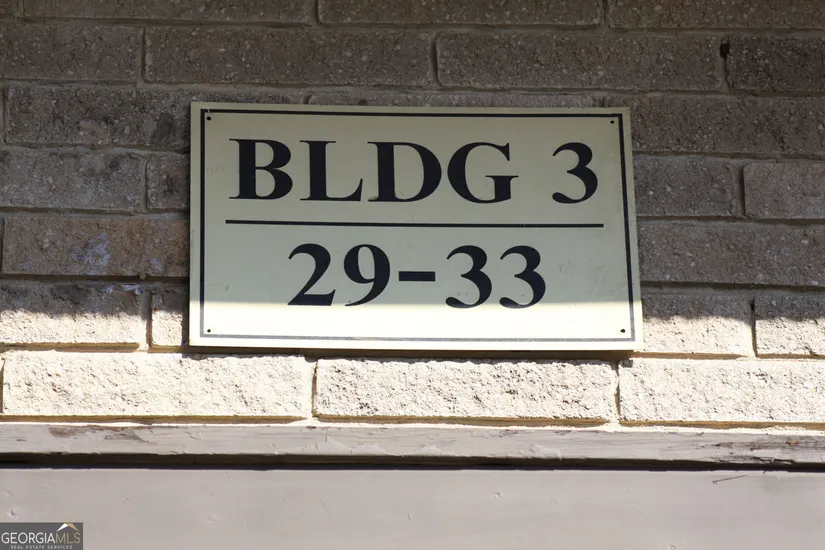 BLDG 3
29-33
GEORGIAMLS
REAL ESTATE SERVICES